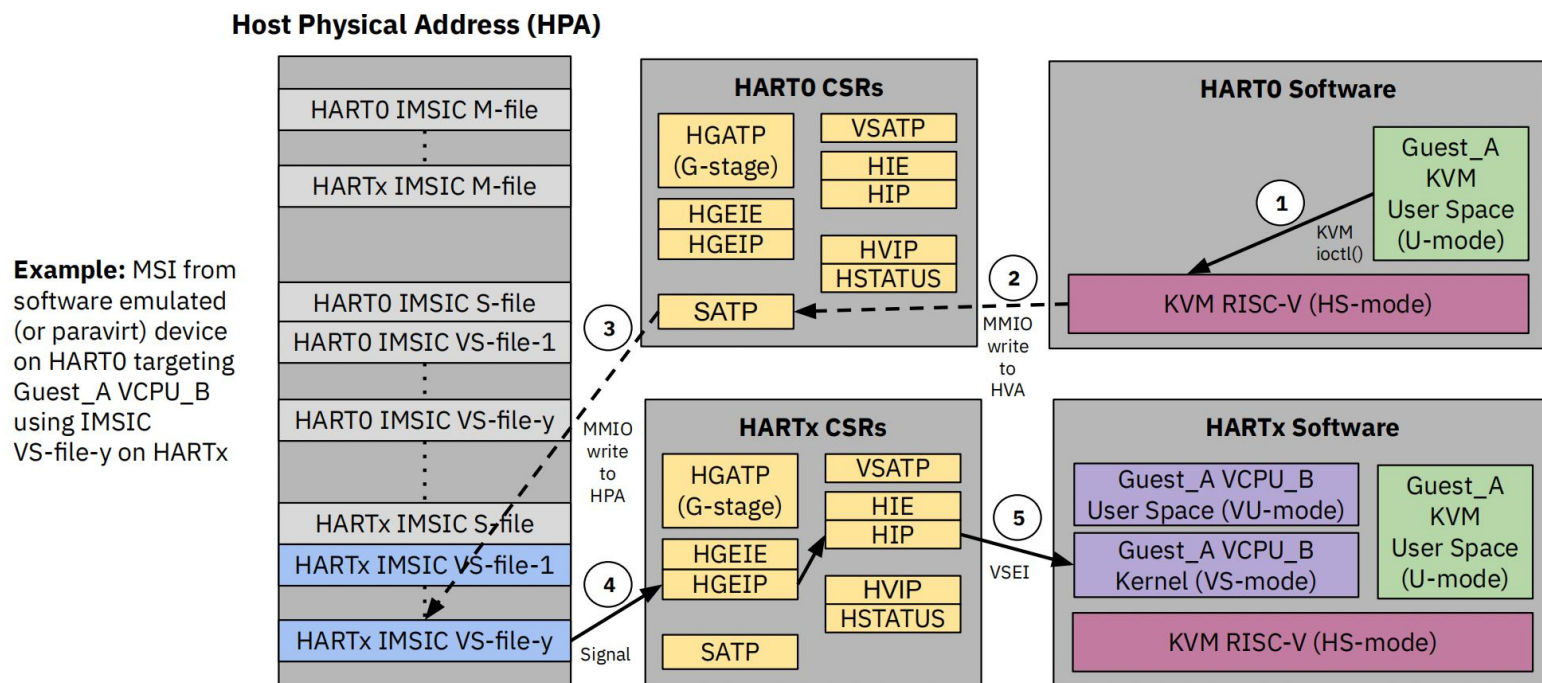 Host Physical Address (HPA)
Example: MSI from
software emulated
(or paravirt) device
on HART0 targeting
Guest_A VCPU_B
using IMSIC
VS-file-y on HARTx
HART0 IMSIC M-file
HARTx IMSIC M-file
HART0 IMSIC S-file
HART0 IMSIC VS-file-1
HART0 IMSIC VS-file-y
HARTx IMSIC S-file
HARTx IMSIC VS-file-1
HARTx IMSIC VS-file-y
3
MMIO
write
to
HPA
4
Signal
HART0 CSRs
HGATP
(G-stage)
HGEIE
HGEIP
SATP
VSATP
HIE
HIP
HVIP
HSTATUS
2
MMIO
write
to
HVA
HART0 Software
Guest_A
KVM
User Space
(U-mode)
1
KVM
ioctl()
KVM RISC-V (HS-mode)
HARTx CSRs
HGATP
(G-stage)
HGEIE
HGEIP
SATP
VSATP
HIE
HIP
HVIP
HSTATUS
5
VSEI
HARTx Software
Guest_A VCPU_B
User Space (VU-mode)
Guest_A VCPU_B
Kernel (VS-mode)
Guest_A
KVM
User Space
(U-mode)
KVM RISC-V (HS-mode)